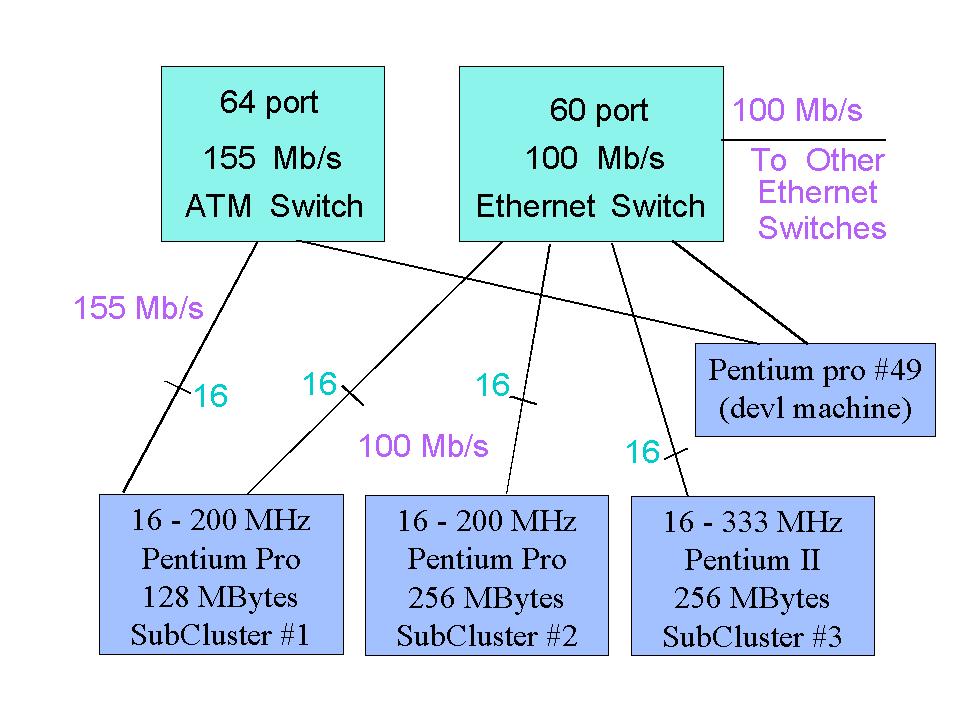 64 port
155 Mb/s
ATM Switch
60 port
100 Mb/s
Ethernet Switch
100 Mb/s
To Other
Ethernet
Switches
155 Mb/s
16
16
16
100 Mb/s
16
Pentium pro #49
(devl machine)
16 - 200 MHz
Pentium Pro
128 MBytes
SubCluster #1
16 - 200 MHz
Pentium Pro
256 MBytes
SubCluster #2
16 - 333 MHz
Pentium II
256 MBytes
SubCluster #3